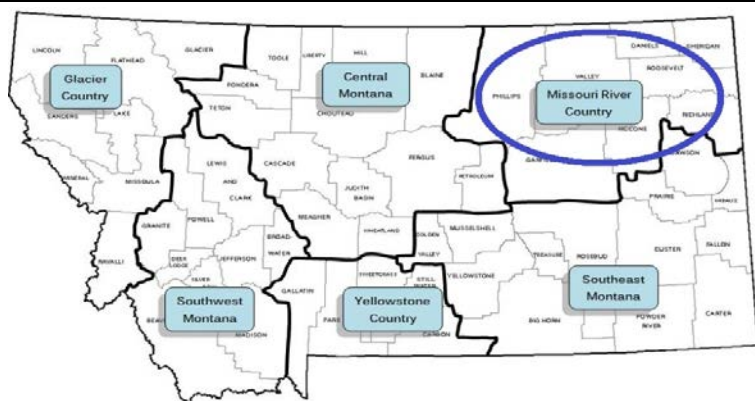 LINCOLN
FLATHEAD
GLACIER
TOOLE
LIBERTY
HILL
BLAINE
DANIELS
SHERIDAN
VALLEY
ROOSEVELT
PHILLIPS
Glacier
Country
Central
Montana
Missouri River
Country
PONDERA
TETON
CHOUTEAU
RICHLAND
SANDERS
LAKE
MCCONE
MINERAL
MISSOULA
LEWIS
AND
CLARK
CASCADE
FERGUS
PETROLEUM
JUDITH
BASIN
PRAIRIE
GRANITE
POWELL
MEAGHER
WHEATLAND
GOLDEN
VALLEY
MUSSELSHELL
TREASURE
ROSEBUD
CUSTER
FALLON
RAVALLI
DEER
LODGE
JEFFERSON
BROAD-
WATER
YELLOWSTONE
SILVER
GALLATIN
STILL
Southwest
Montana
Yellowstone
Country
Southeast
Montana
MADISON
CARBON
BIG HORN
POWDER
RIVER
CARTER